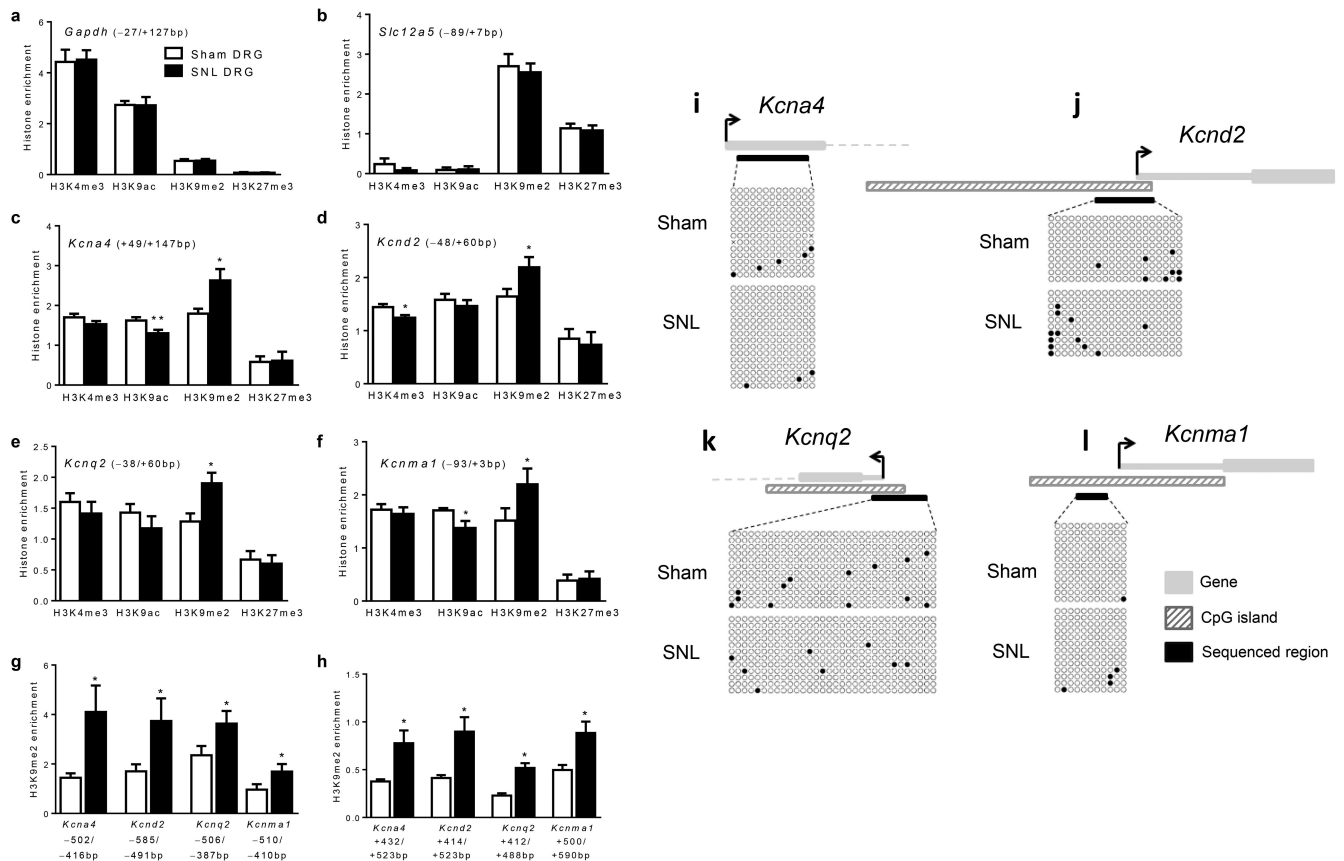 a
Gapdh (−27/+127bp)
Histone enrichment
6
4
2
0
Sham DRG
SNL DRG
H3K4me3 H3K9ac H3K9me2 H3K27me3
b
Slc12a5 (−89/+7bp)
Histone enrichment
4
3
2
1
0
H3K4me3 H3K9ac H3K9me2 H3K27me3
c
Kcna4 (+49/+147bp)
Histone enrichment
4
3
2
1
0
* *
*
H3K4me3 H3K9ac H3K9me2 H3K27me3
d
Kcnd2 (−48/+60bp)
Histone enrichment
3
2
1
0
*
*
H3K4me3 H3K9ac H3K9me2 H3K27me3
e
Kcnq2 (−38/+60bp)
Histone enrichment
2.5
2.0
1.5
1.0
0.5
0.0
*
H3K4me3 H3K9ac H3K9me2 H3K27me3
f
Kcnma1 (−93/+3bp)
Histone enrichment
3
2
1
0
*
*
H3K4me3 H3K9ac H3K9me2 H3K27me3
g
H3K9me2 enrichment
6
4
2
0
* * * *
Kcna4 Kcnd2 Kcnq2 Kcnma1
−502/ −585/ −506/ −510/
−416bp −491bp −387bp −410bp
h
H3K9me2 enrichment
1.5
1.0
0.5
0.0
* * * *
Kcna4 Kcnd2 Kcnq2 Kcnma1
+432/ +414/ +412/ +500/
+523bp +523bp +488bp +590bp
i
Kcna4
Sham
SNL
j
Kcnd2
Sham
SNL
k
Kcnq2
Sham
SNL
l
Kcnma1
Sham
SNL
Gene
CpG island
Sequenced region